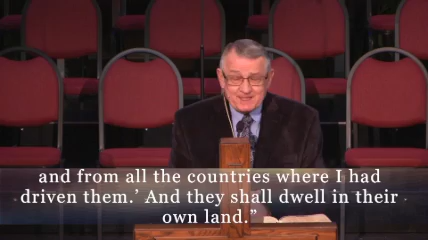 and from all the countries where I had
driven them.’ And they shall dwell in their
own land.”